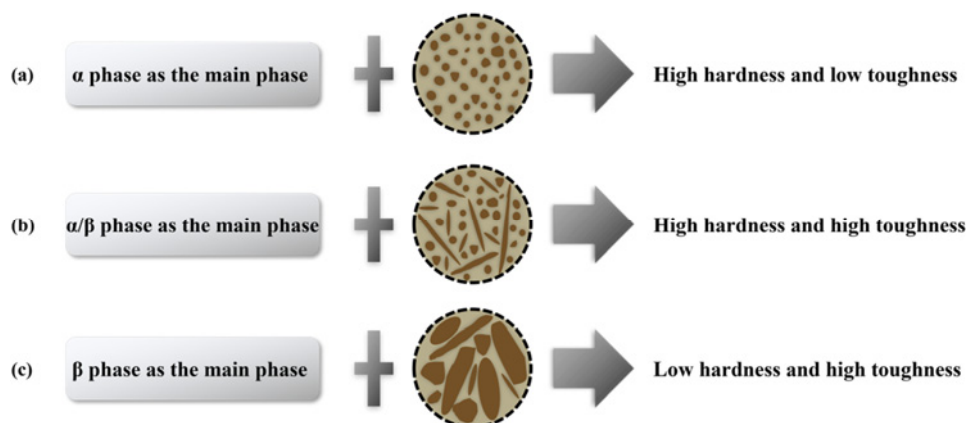 (a) α phase as the main phase High hardness and low toughness
(b) α/β phase as the main phase High hardness and high toughness
(c) β phase as the main phase Low hardness and high toughness